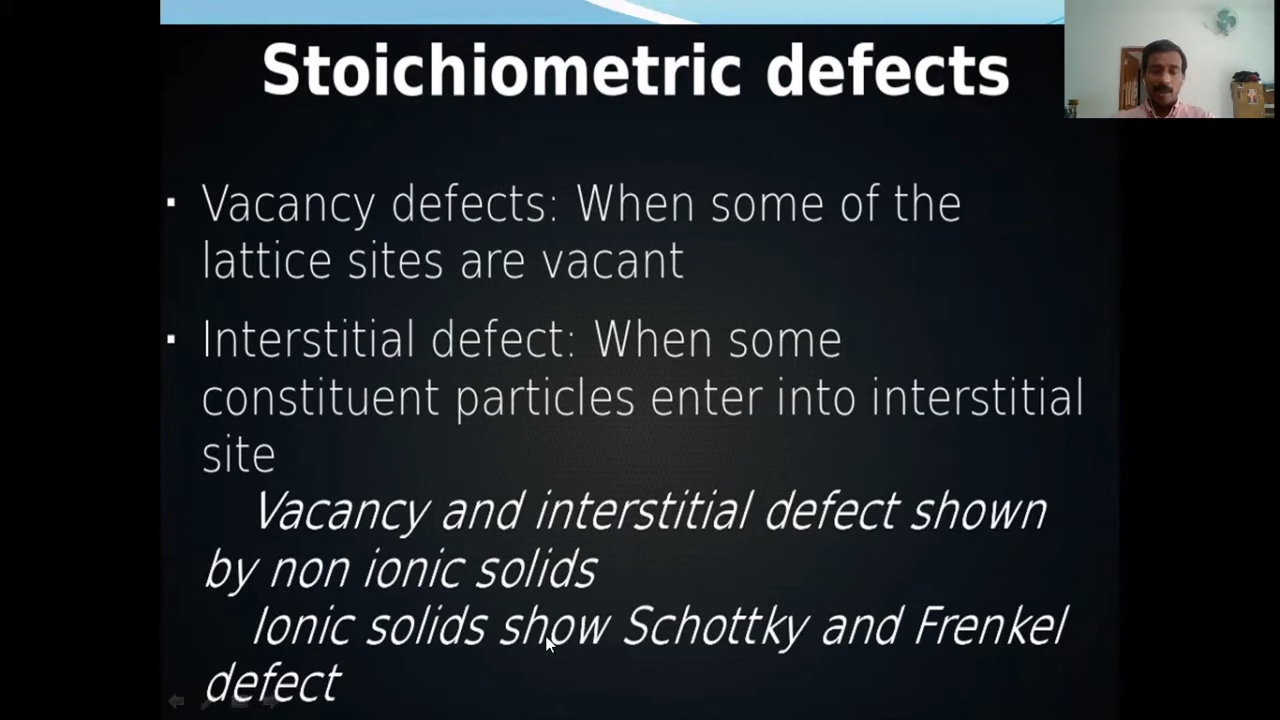 Stoichiometric defects
▪ Vacancy defects: When some of the
lattice sites are vacant
▪ Interstitial defect: When some
constituent particles enter into interstitial
site
Vacancy and interstitial defect shown
by non ionic solids
Ionic solids show Schottky and Frenkel
defect